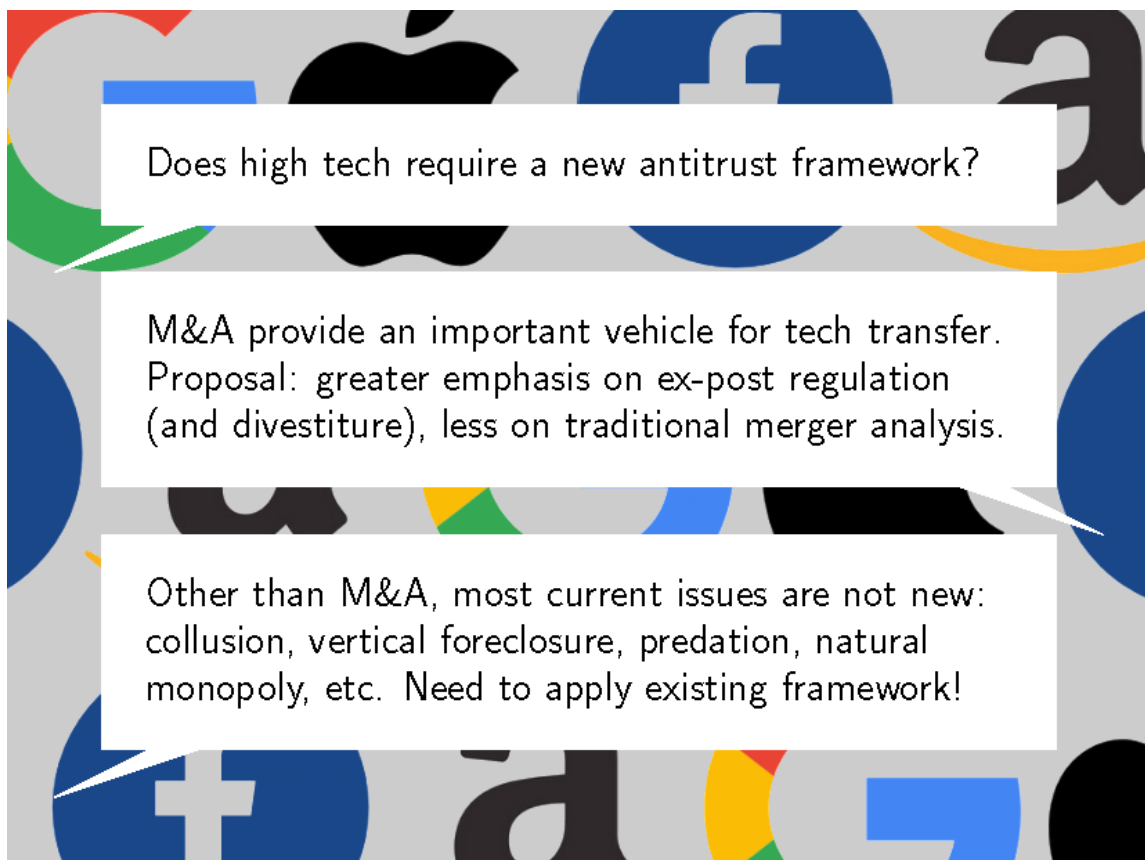 Does high tech require a new antitrust framework?
M&A provide an important vehicle for tech transfer.
Proposal: greater emphasis on ex-post regulation
(and divestiture), less on traditional merger analysis.
Other than M&A, most current issues are not new:
collusion, vertical foreclosure, predation, natural
monopoly, etc. Need to apply existing framework!